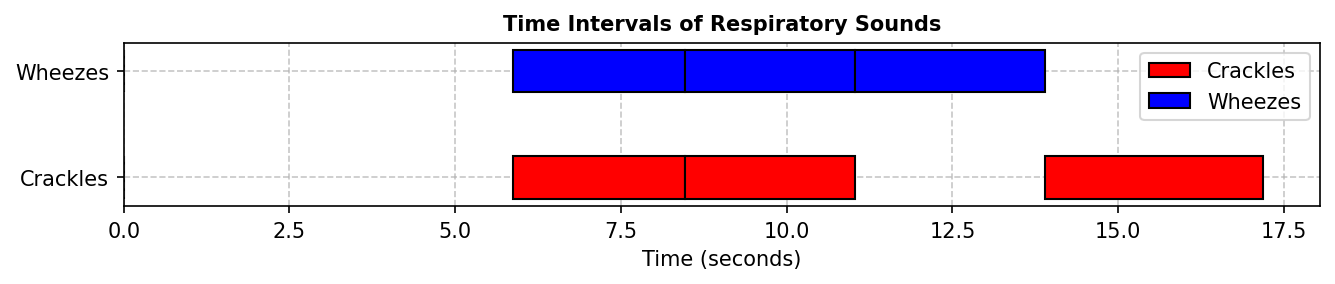 Time Intervals of Respiratory Sounds
Wheezes
Crackles
Crackles
Wheezes
0.0 2.5 5.0 7.5 10.0 12.5 15.0 17.5
Time (seconds)